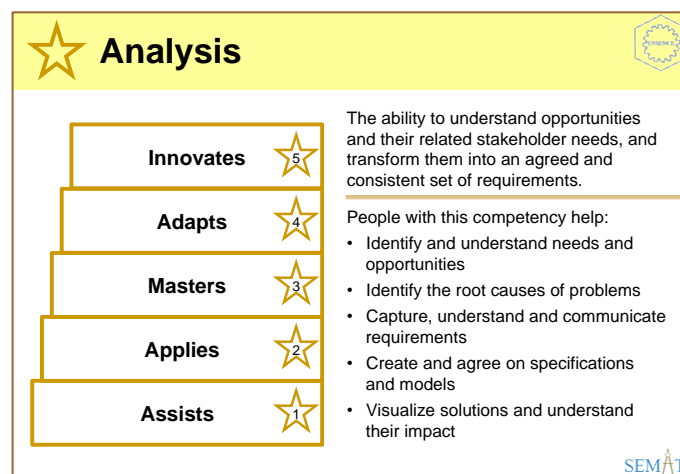 Analysis
ESSENCE
Innovates 5
Adapts 4
Masters 3
Applies 2
Assists 1
The ability to understand opportunities
and their related stakeholder needs, and
transform them into an agreed and
consistent set of requirements.
People with this competency help:
• Identify and understand needs and
opportunities
• Identify the root causes of problems
• Capture, understand and communicate
requirements
• Create and agree on specifications
and models
• Visualize solutions and understand
their impact
SEMAT